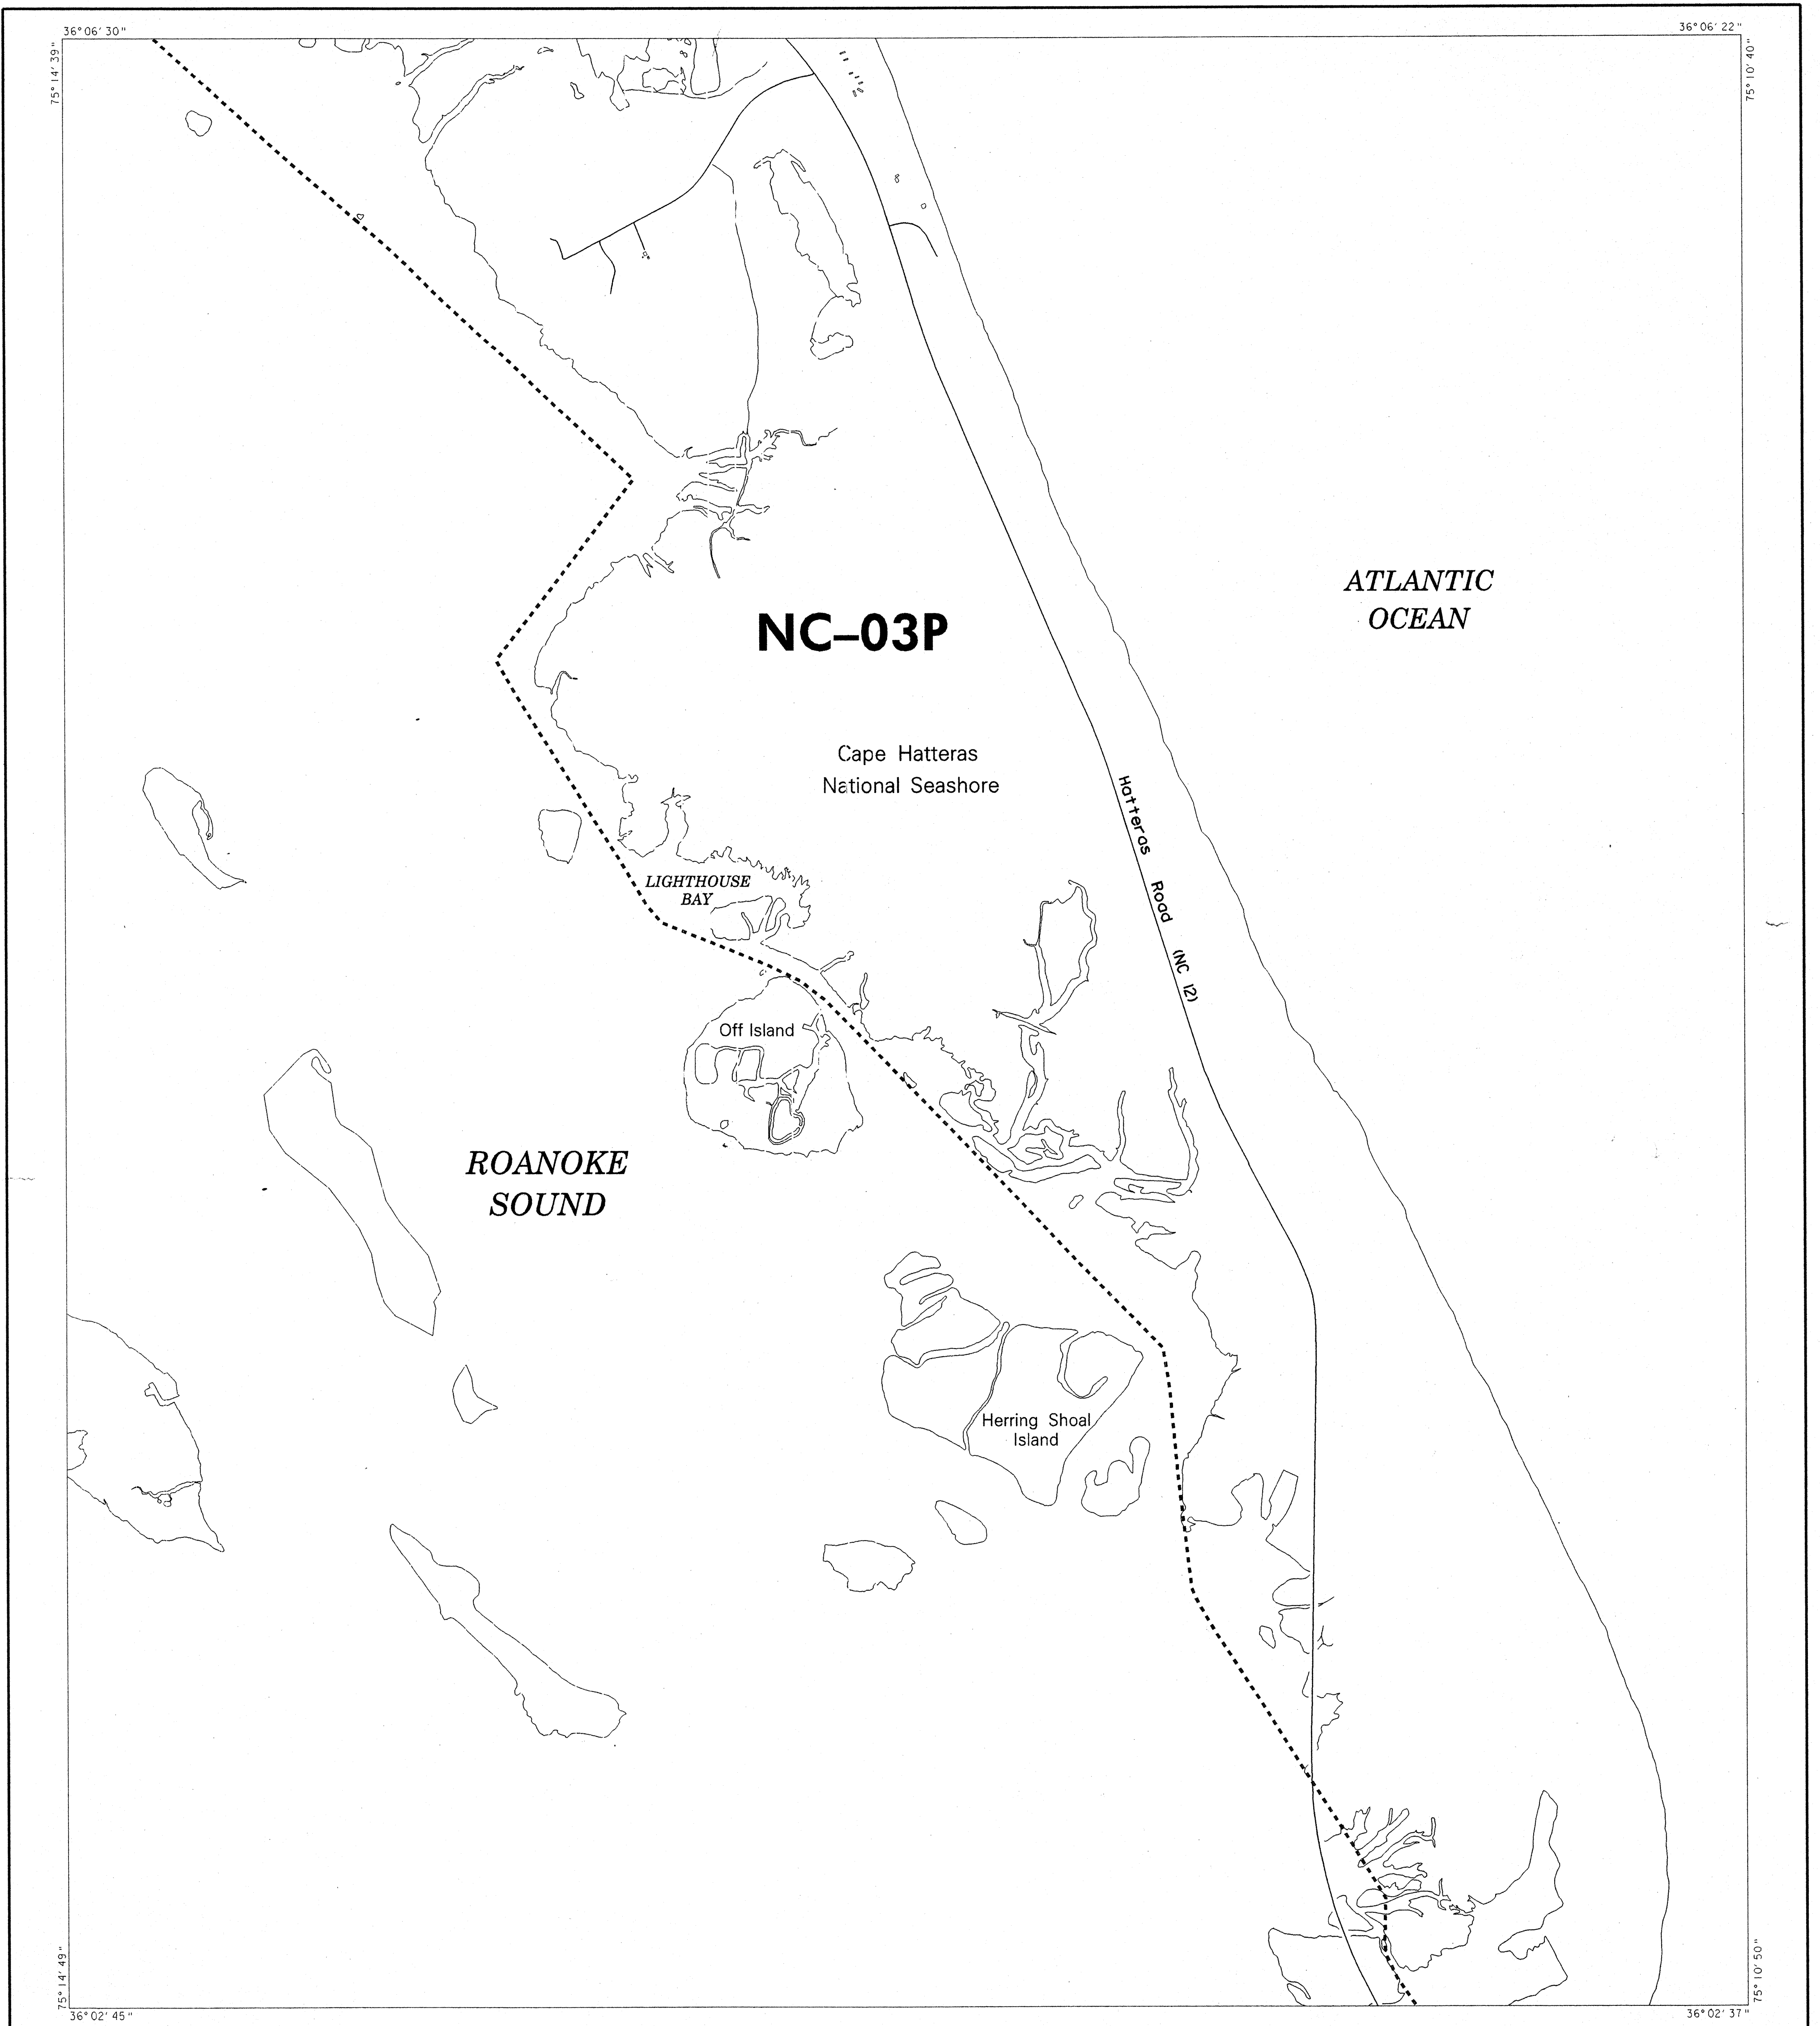 36° 06' 30"
36° 06' 22"
75° 14' 39"
75° 10' 40"
ATLANTIC
OCEAN
NC–03P
Cape Hatteras
National Seashore
Hatteras Road (NC 12)
LIGHTHOUSE
BAY
Off Island
ROANOKE
SOUND
Herring Shoal
Island
75° 14' 49"
75° 10' 50"
36° 02' 45"
36° 02' 37"